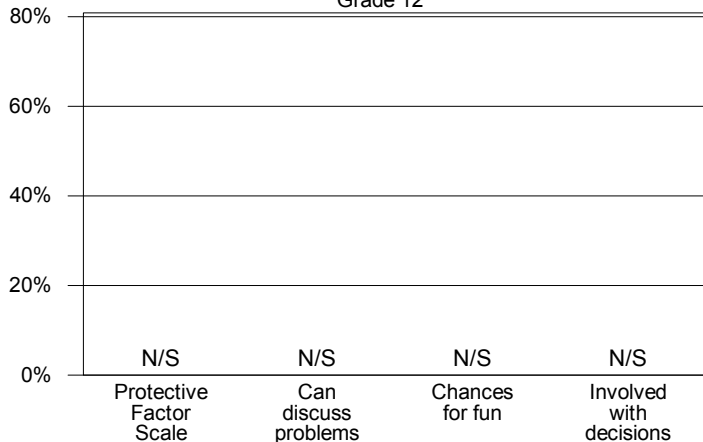 Grade 12
80%
60%
40%
20%
0%
N/S N/S N/S N/S
Protective
Factor
Scale
Can
discuss
problems
Chances
for fun
Involved
with
decisions